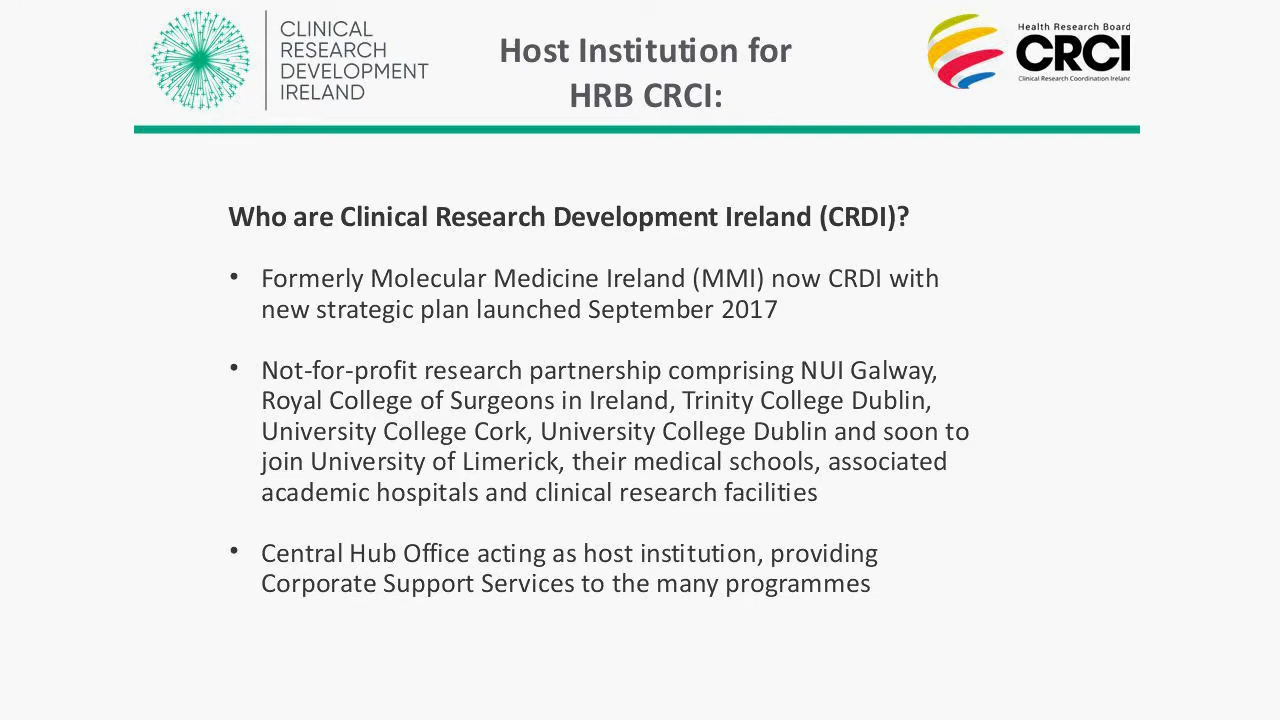 CLINICAL
RESEARCH
DEVELOPMENT
IRELAND
Host Institution for
HRB CRCI:
Health Research Board
CRCI
Clinical Research Coordination Ireland
Who are Clinical Research Development Ireland (CRDI)?
• Formerly Molecular Medicine Ireland (MMI) now CRDI with
new strategic plan launched September 2017
• Not-for-profit research partnership comprising NUI Galway,
Royal College of Surgeons in Ireland, Trinity College Dublin,
University College Cork, University College Dublin and soon to
join University of Limerick, their medical schools, associated
academic hospitals and clinical research facilities
• Central Hub Office acting as host institution, providing
Corporate Support Services to the many programmes